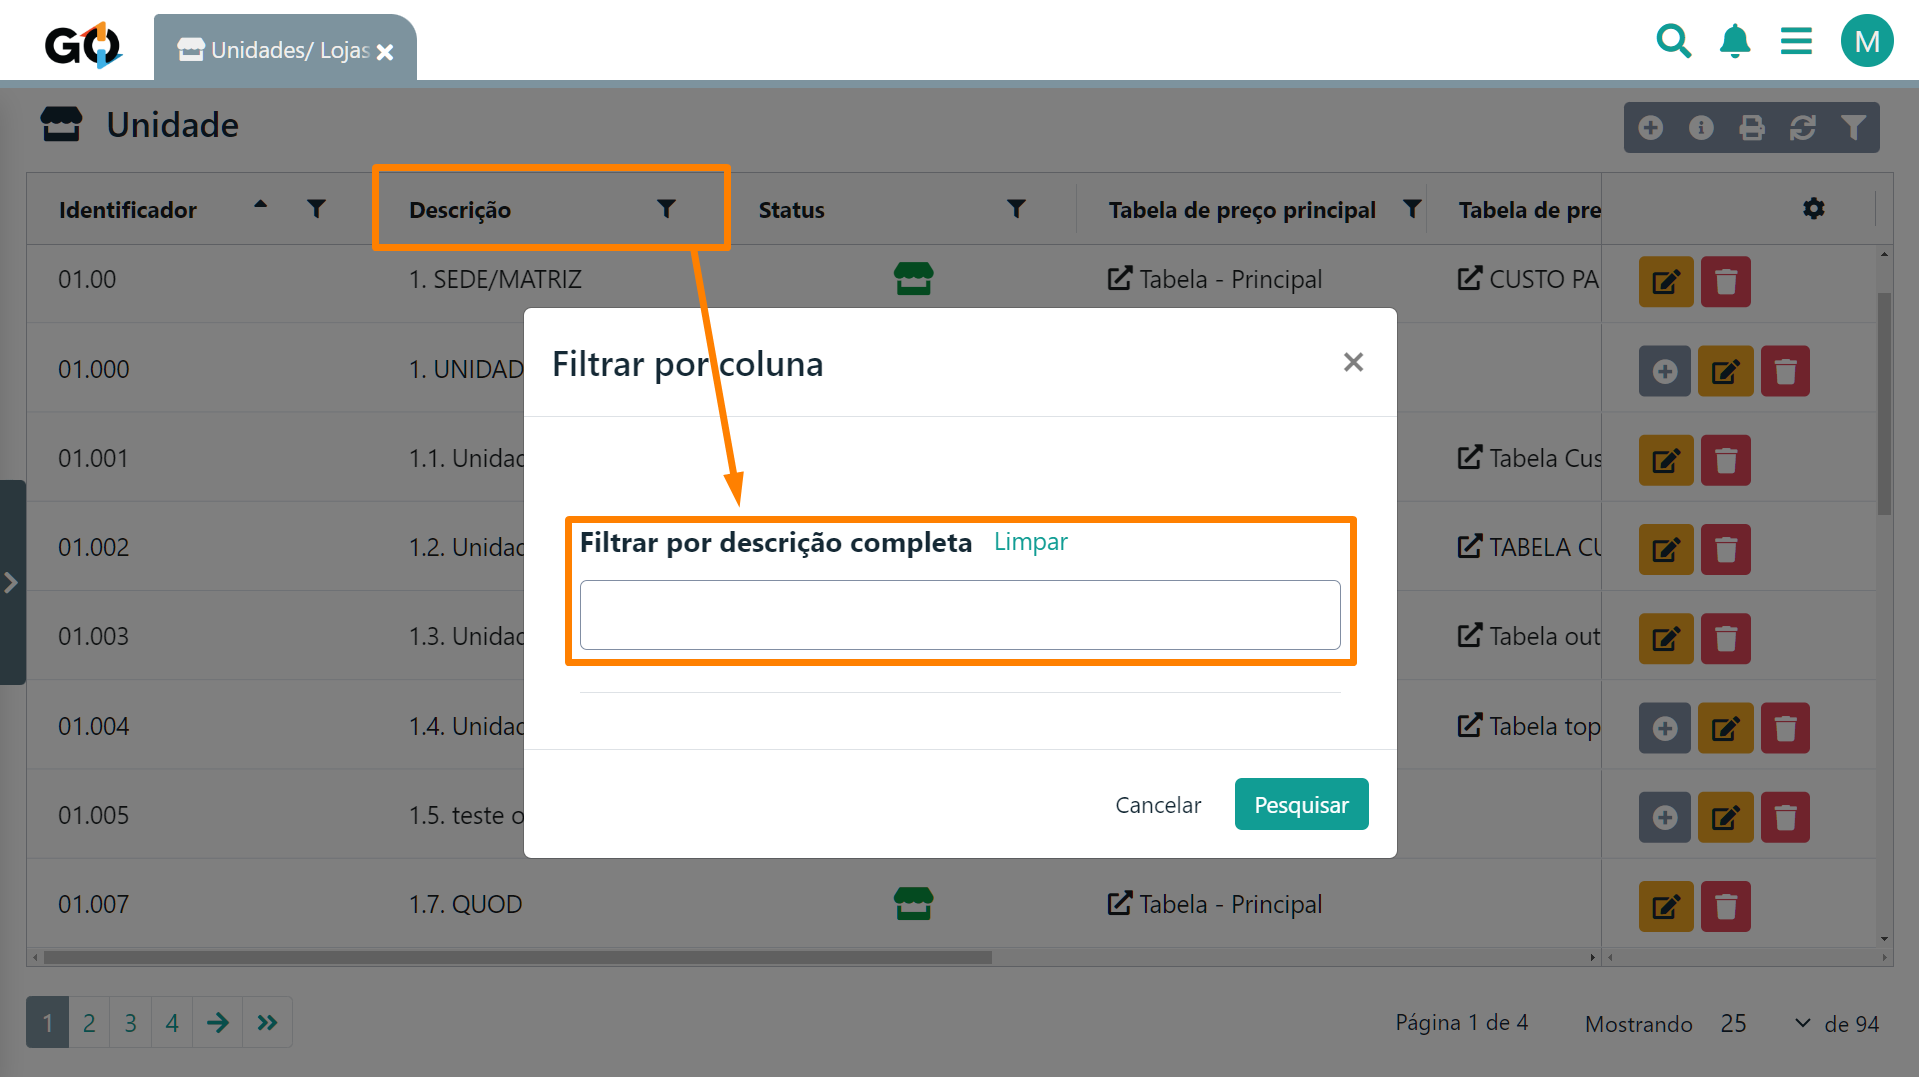 GO
Unidades/ Lojas
M
Unidade
Identificador Descrição Status Tabela de preço principal Tabela de pre
01.00 1. SEDE/MATRIZ Tabela - Principal CUSTO PA
01.000 1. UNIDAD
01.001 1.1. Unidad Tabela Cus
01.002 1.2. Unidad TABELA CU
01.003 1.3. Unidad Tabela out
01.004 1.4. Unidad Tabela top
01.005 1.5. teste o
01.007 1.7. QUOD Tabela - Principal
Filtrar por coluna
Filtrar por descrição completa Limpar
Cancelar Pesquisar
1 2 3 4 Página 1 de 4 Mostrando 25 de 94